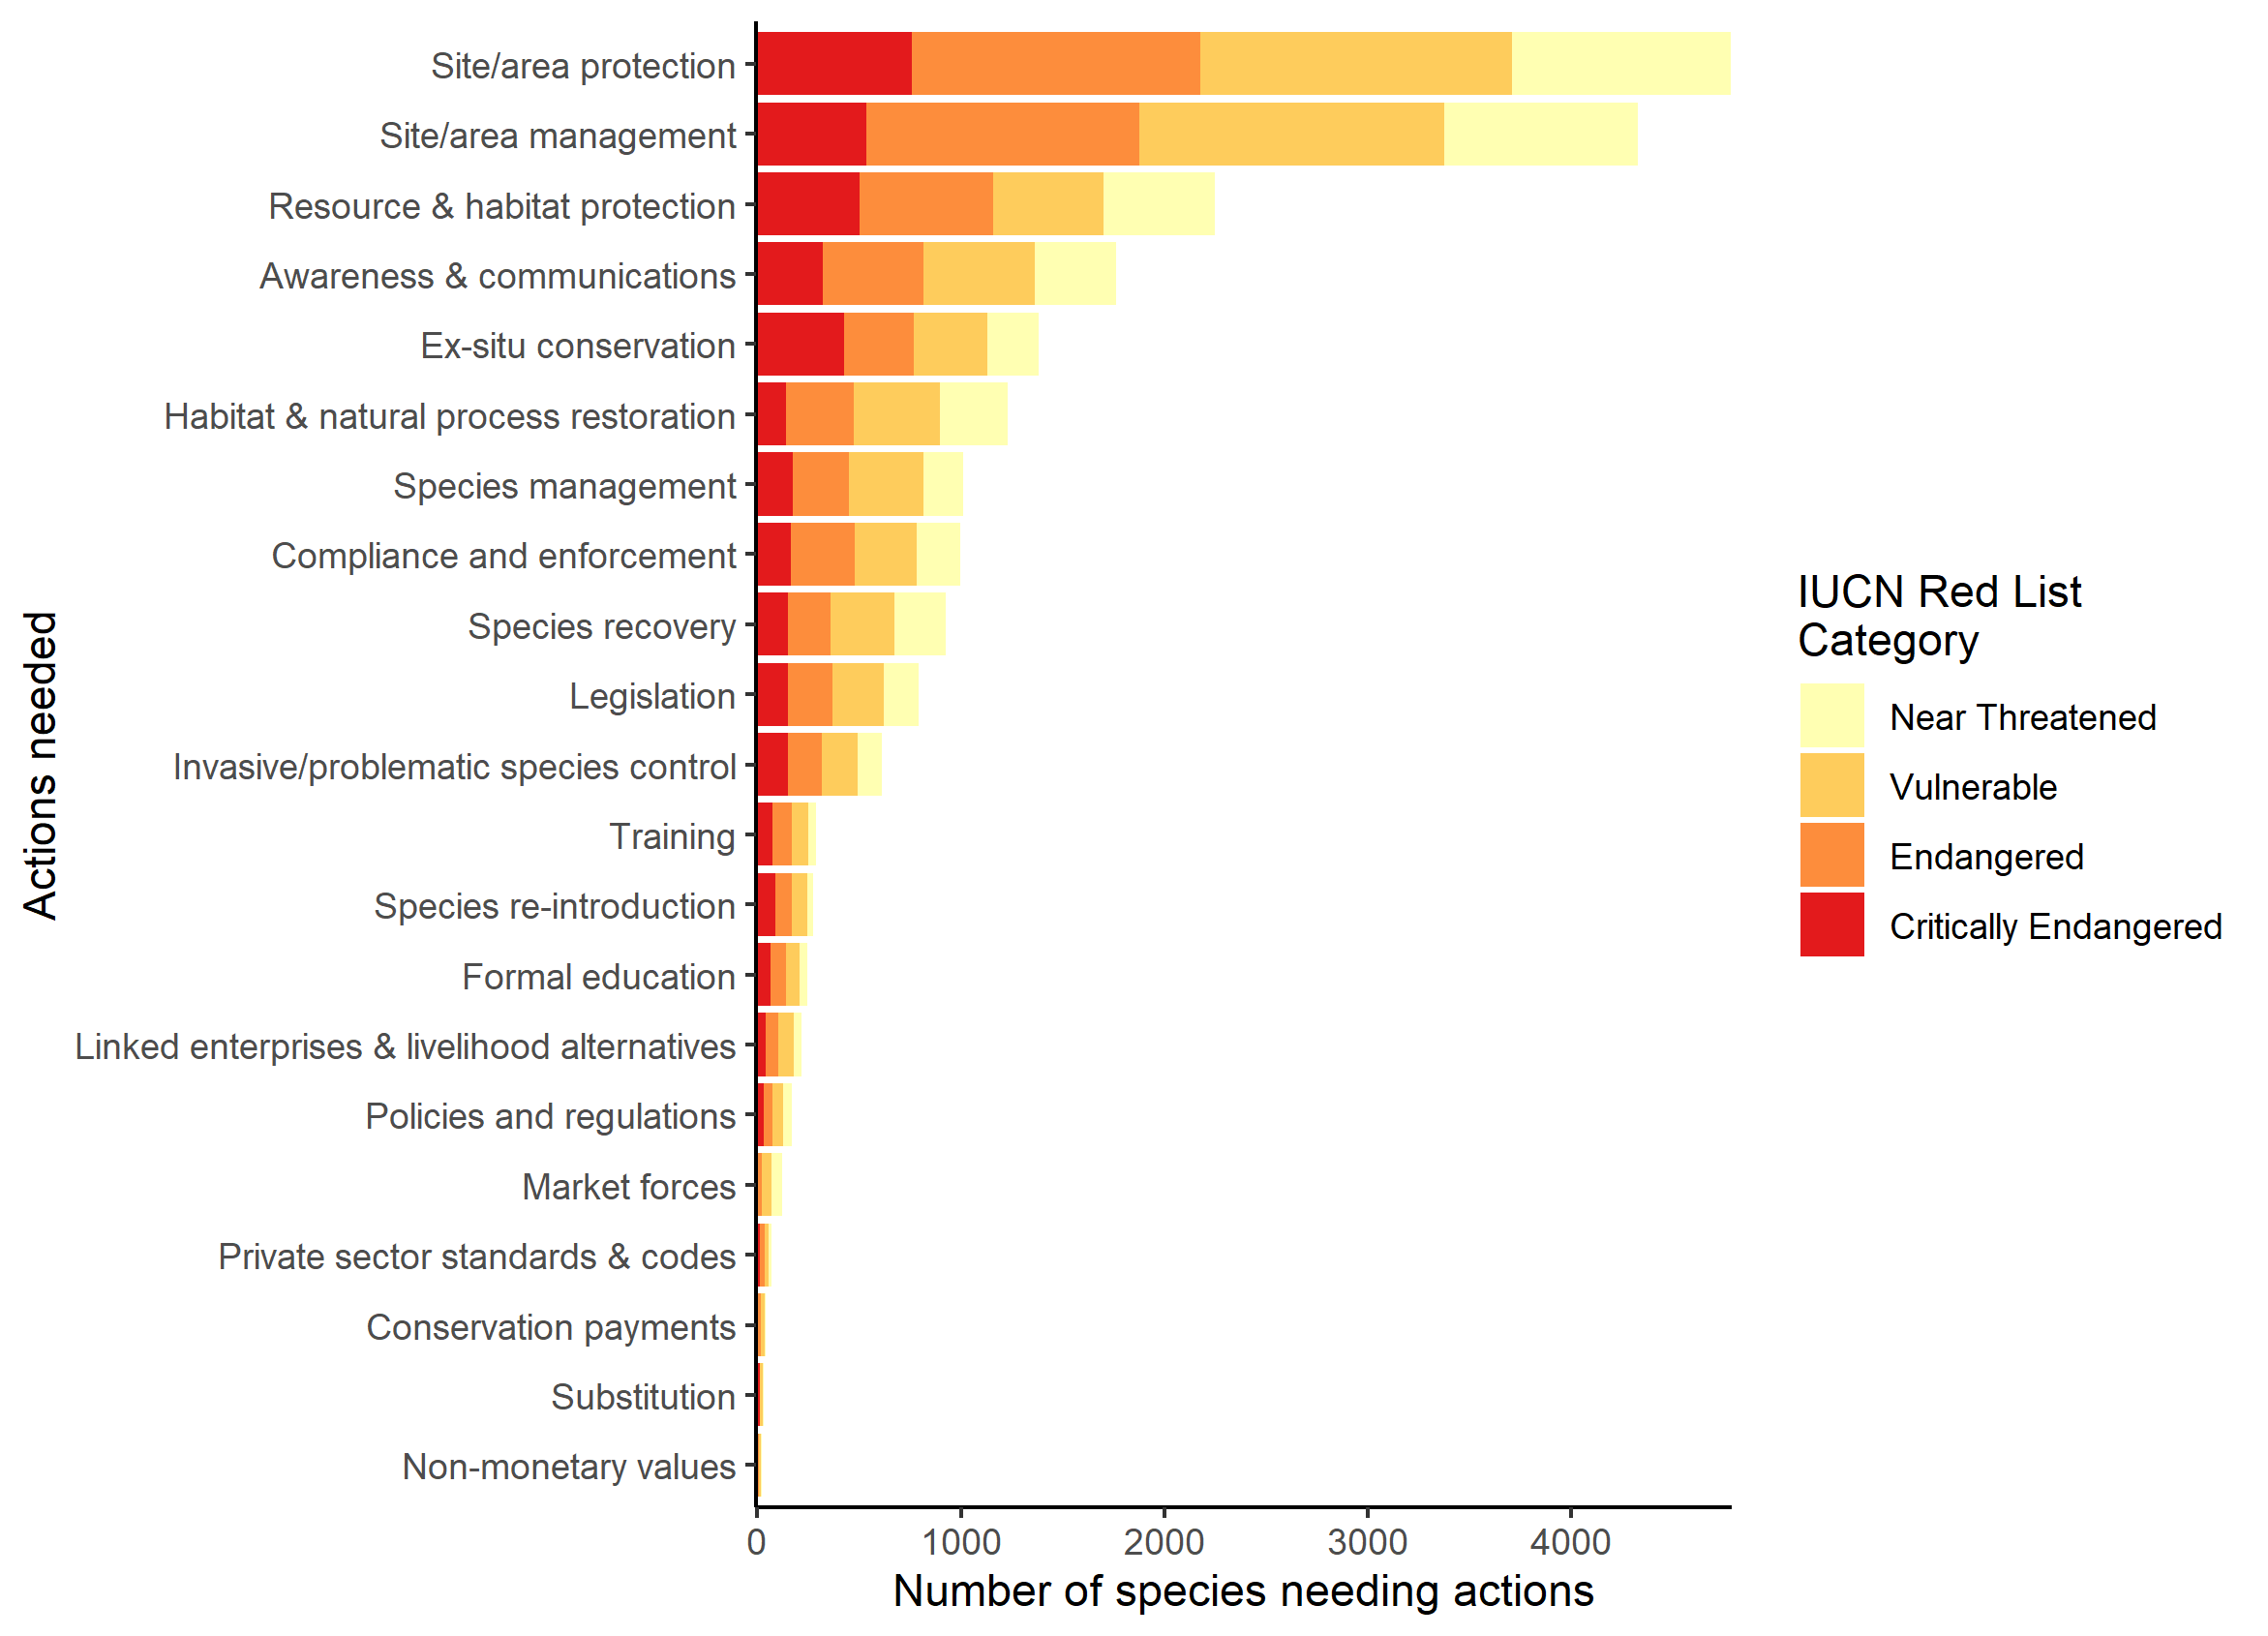 Site/area protection
Site/area management
Resource & habitat protection
Awareness & communications
Ex-situ conservation
Habitat & natural process restoration
Species management
Compliance and enforcement
Species recovery
Legislation
Invasive/problematic species control
Training
Species re-introduction
Formal education
Linked enterprises & livelihood alternatives
Policies and regulations
Market forces
Private sector standards & codes
Conservation payments
Substitution
Non-monetary values
Actions needed
0 1000 2000 3000 4000
Number of species needing actions
IUCN Red List
Category
Near Threatened
Vulnerable
Endangered
Critically Endangered